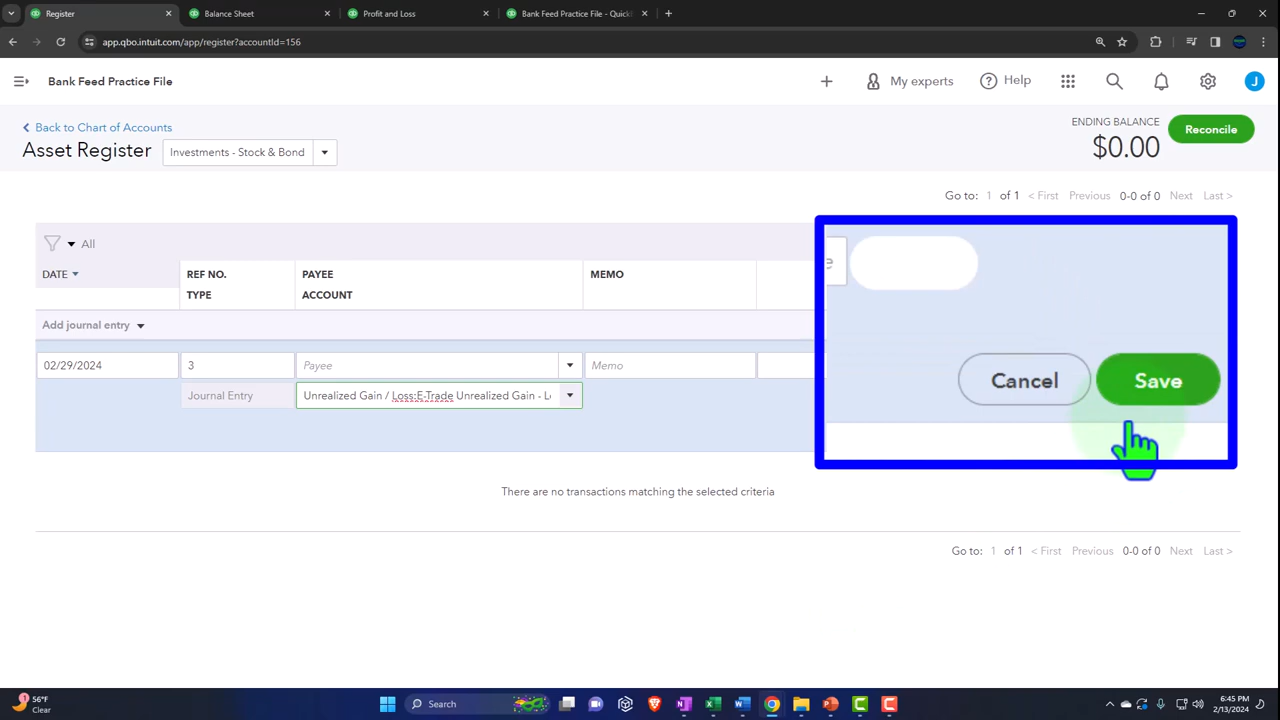 Register
Balance Sheet
Profit and Loss
Bank Feed Practice File - Quick
app.qbo.intuit.com/app/register?accountId=156
Bank Feed Practice File
My experts
Help
J
Back to Chart of Accounts
ENDING BALANCE
Asset Register
Investments - Stock & Bond
$0.00
Reconcile
Go to: 1 of 1 < First Previous 0-0 of 0 Next Last >
All
DATE
REF NO.
PAYEE
MEMO
TYPE
ACCOUNT
Add journal entry
02/29/2024
3
Payee
Memo
Journal Entry
Unrealized Gain / Loss:E-Trade Unrealized Gain - L
Cancel
Save
There are no transactions matching the selected criteria
Go to: 1 of 1 < First Previous 0-0 of 0 Next Last >
1
56°F
Clear
Search
6:45 PM
2/13/2024